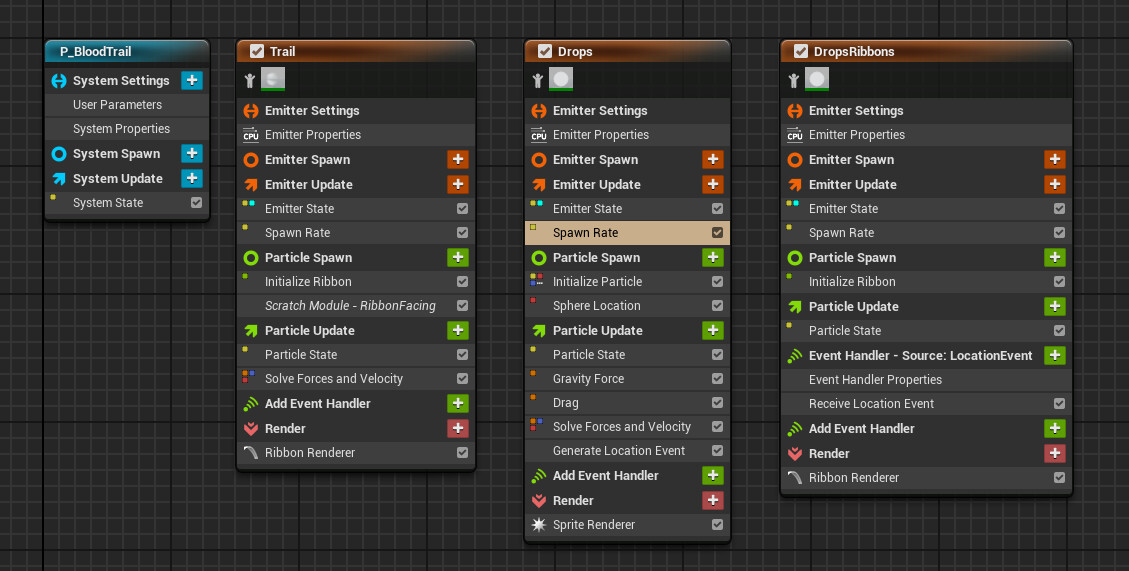 P_BloodTrail
System Settings
User Parameters
System Properties
System Spawn
System Update
System State
Trail
Emitter Settings
CPU Emitter Properties
Emitter Spawn
Emitter Update
Emitter State
Spawn Rate
Particle Spawn
Initialize Ribbon
Scratch Module - RibbonFacing
Particle Update
Particle State
Solve Forces and Velocity
Add Event Handler
Render
Ribbon Renderer
Drops
Emitter Settings
CPU Emitter Properties
Emitter Spawn
Emitter Update
Emitter State
Spawn Rate
Particle Spawn
Initialize Particle
Sphere Location
Particle Update
Particle State
Gravity Force
Drag
Solve Forces and Velocity
Generate Location Event
Add Event Handler
Render
Sprite Renderer
DropsRibbons
Emitter Settings
CPU Emitter Properties
Emitter Spawn
Emitter Update
Emitter State
Spawn Rate
Particle Spawn
Initialize Ribbon
Particle Update
Particle State
Event Handler - Source: LocationEvent
Event Handler Properties
Receive Location Event
Add Event Handler
Render
Ribbon Renderer